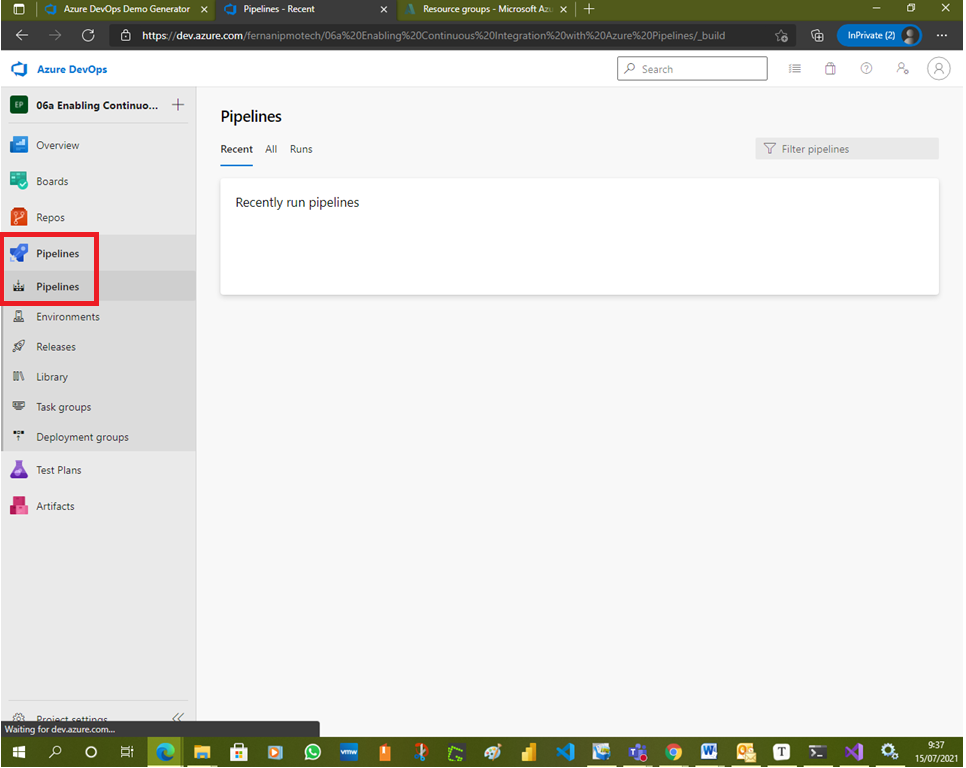 Azure DevOps Demo Generator
Pipelines - Recent
Resource groups - Microsoft Azu
https://dev.azure.com/fernanipmotech/06a%20Enabling%20Continuous%20Integration%20with%20Azure%20Pipelines/_build
InPrivate (2)
Azure DevOps
Search
EP
06a Enabling Continuo...
Overview
Boards
Repos
Pipelines
Pipelines
Environments
Releases
Library
Task groups
Deployment groups
Test Plans
Artifacts
Project settings
Pipelines
Recent All Runs
Filter pipelines
Recently run pipelines
Waiting for dev.azure.com...
vmw
W
T
9:37
15/07/2021